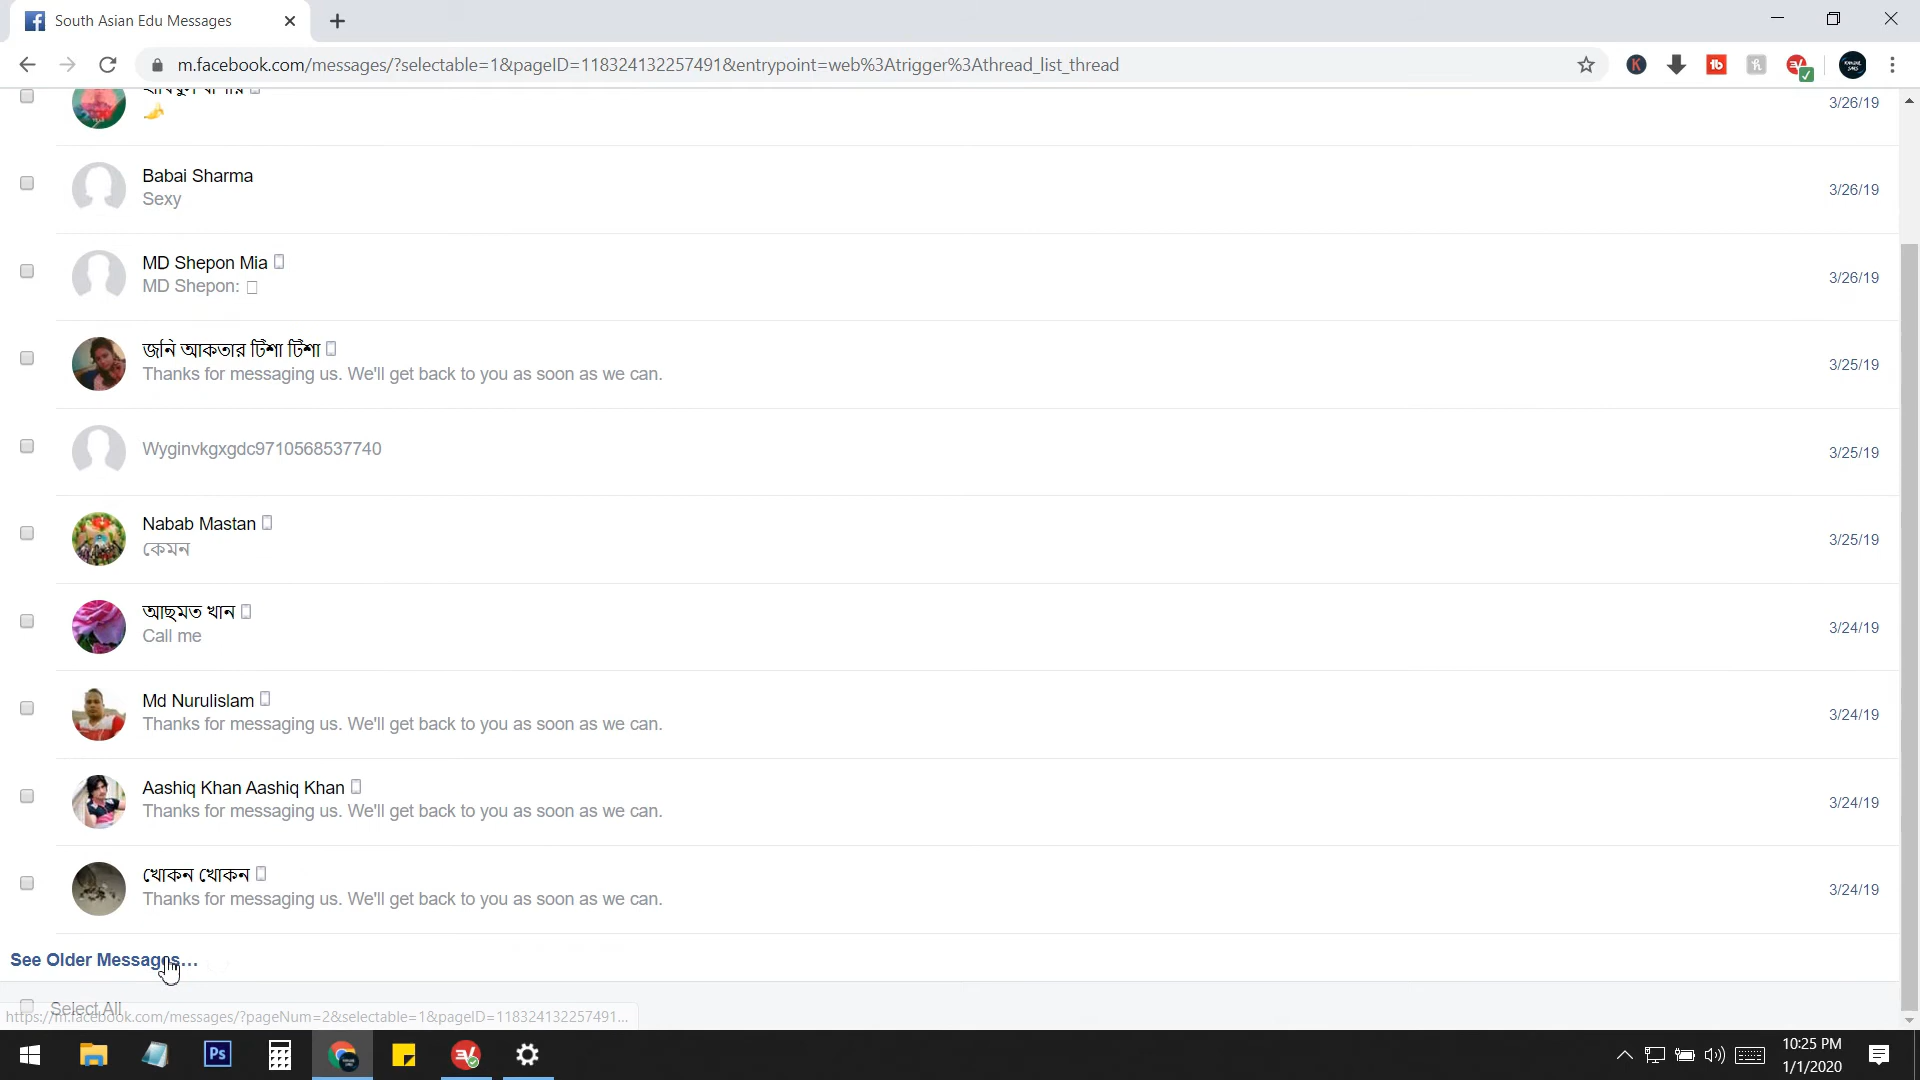 South Asian Edu Messages
m.facebook.com/messages/?selectable=1&pageID=118324132257491&entrypoint=web%3Atrigger%3Athread_list_thread
3/26/19
Babai Sharma
Sexy
3/26/19
MD Shepon Mia
MD Shepon:
3/26/19
জনি আকতার টিশা টিশা
Thanks for messaging us. We'll get back to you as soon as we can.
3/25/19
Wyginvkgxgdc9710568537740
3/25/19
Nabab Mastan
কেমন
3/25/19
আছমত খান
Call me
3/24/19
Md Nurulislam
Thanks for messaging us. We'll get back to you as soon as we can.
3/24/19
Aashiq Khan Aashiq Khan
Thanks for messaging us. We'll get back to you as soon as we can.
3/24/19
খোকন খোকন
Thanks for messaging us. We'll get back to you as soon as we can.
3/24/19
See Older Messages...
Select All
https://m.facebook.com/messages/?pageNum=2&selectable=1&pageID=118324132257491...
Ps
10:25 PM
1/1/2020